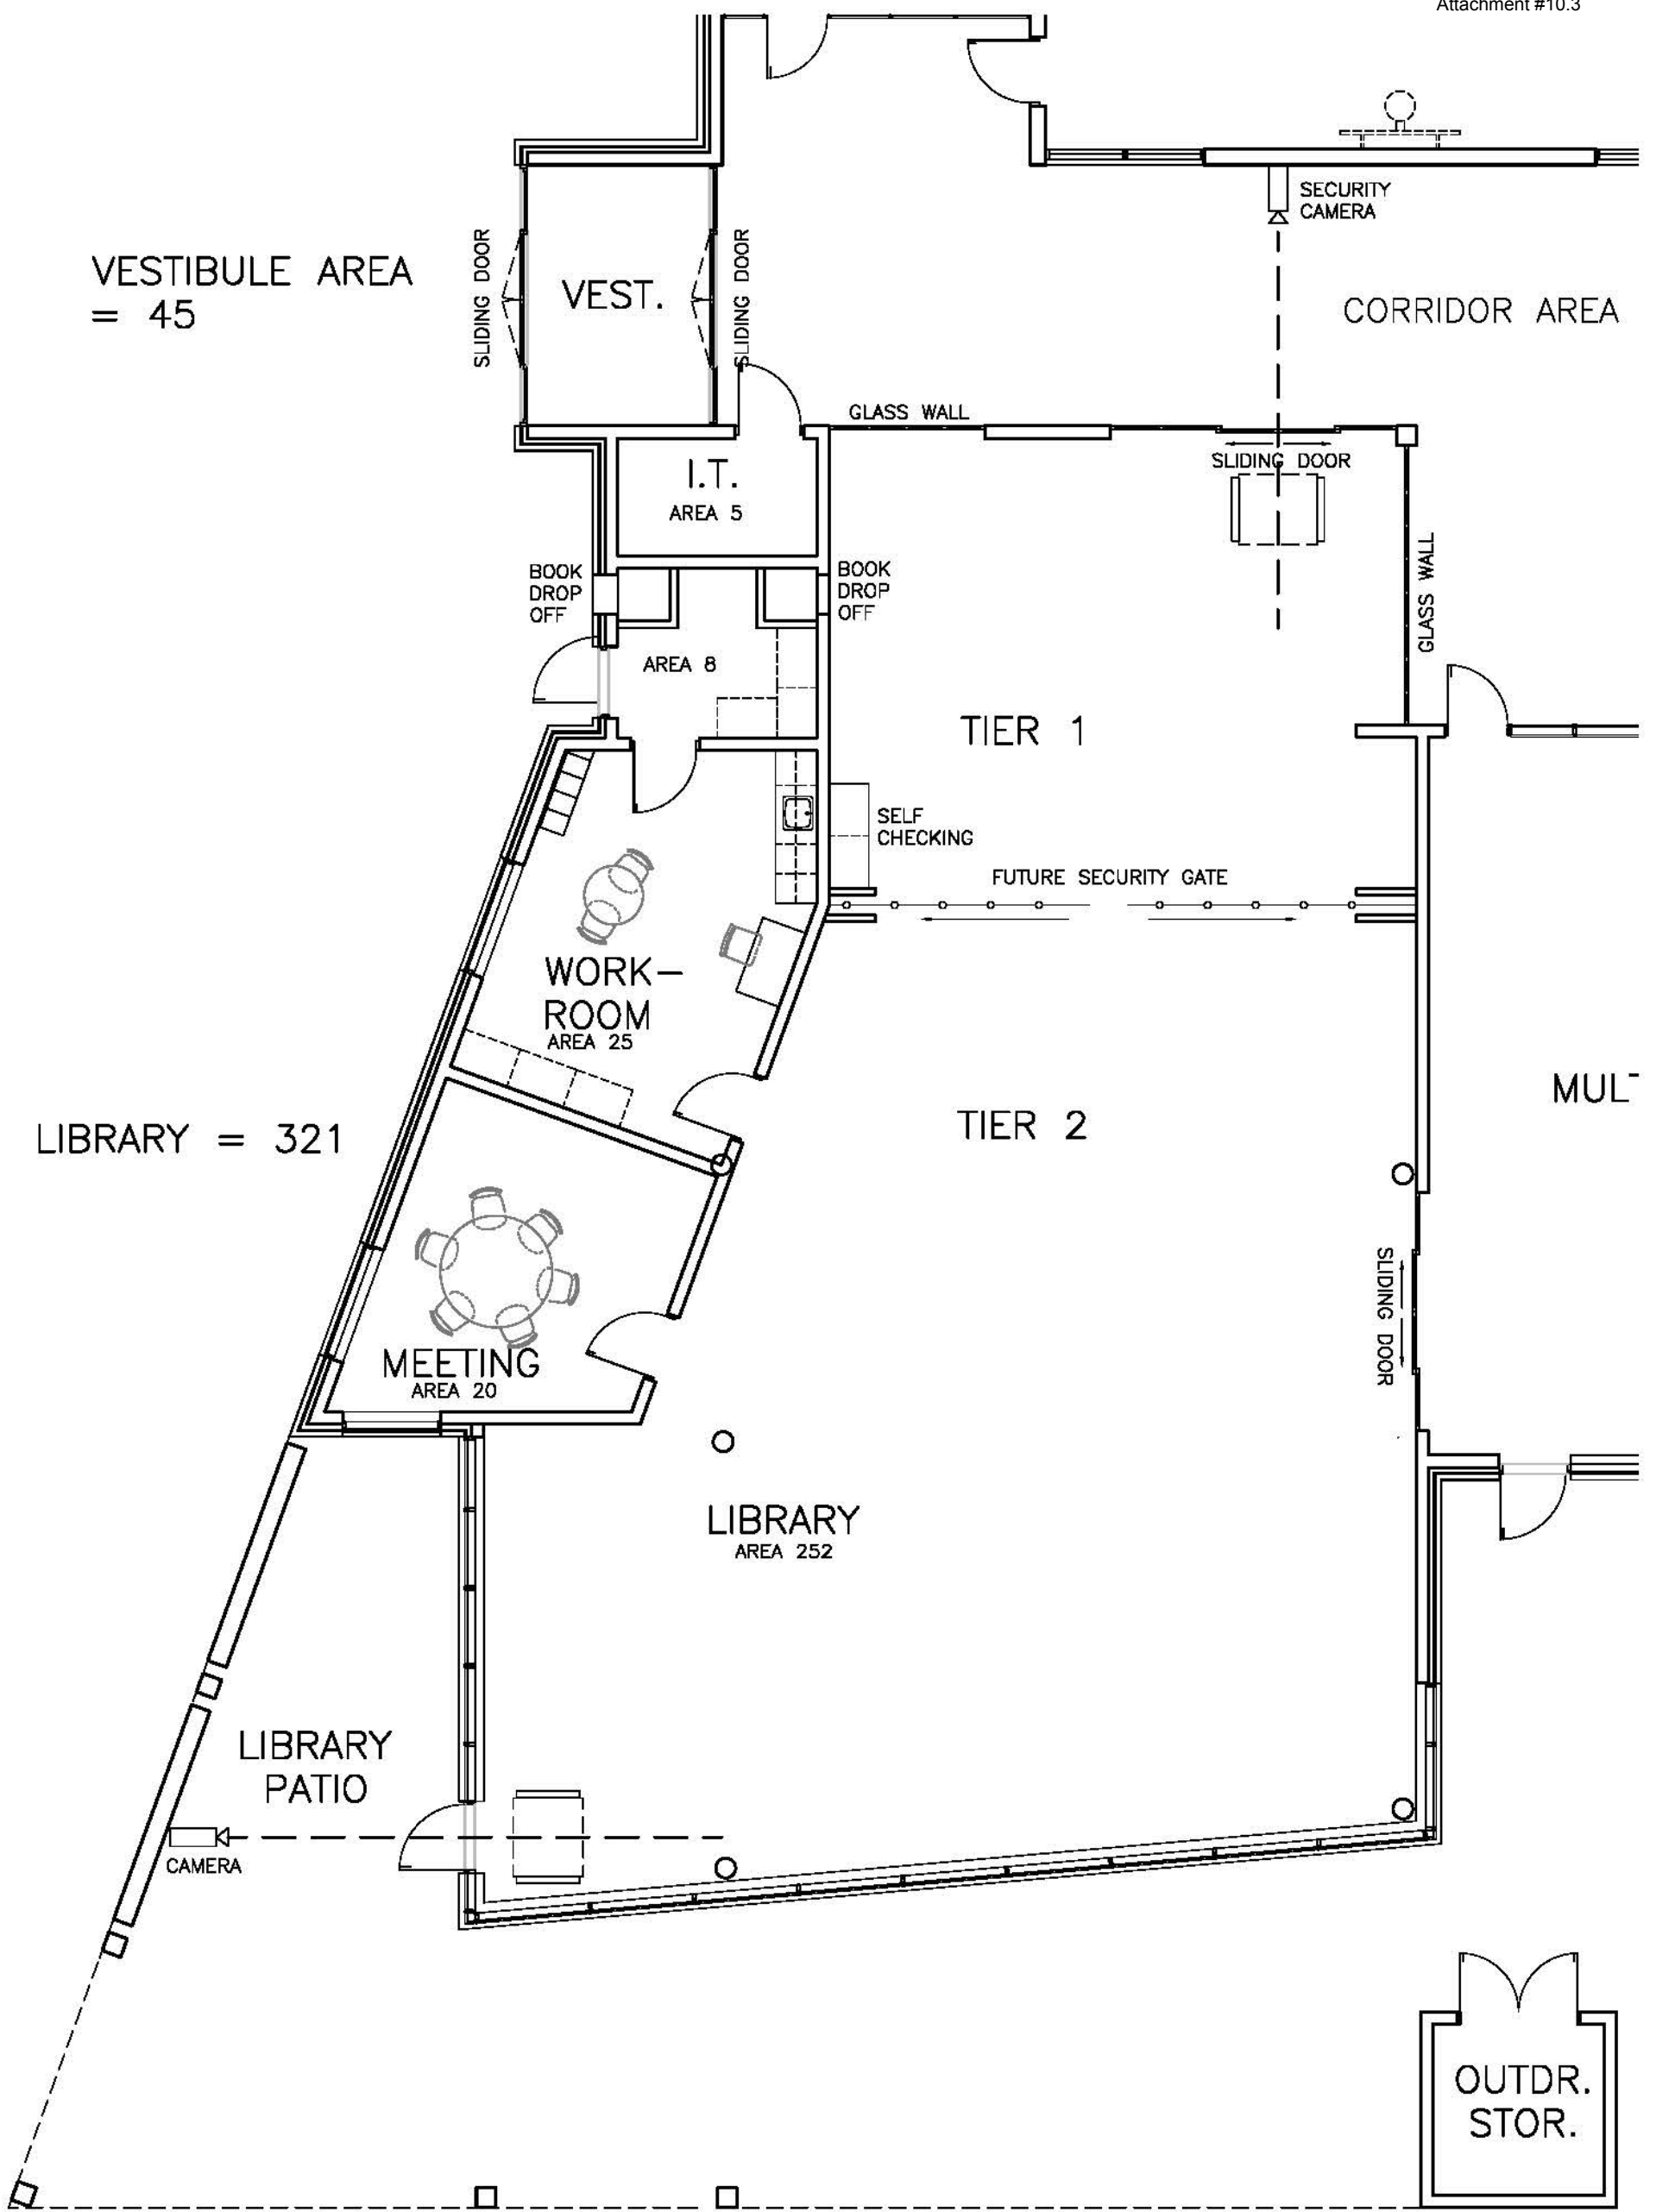 Attachment #10.3
SECURITY
CAMERA
VESTIBULE AREA
= 45
SLIDING DOOR
VEST.
SLIDING DOOR
CORRIDOR AREA
GLASS WALL
SLIDING DOOR
I.T.
AREA 5
GLASS WALL
BOOK
DROP
OFF
BOOK
DROP
OFF
AREA 8
TIER 1
SELF
CHECKING
FUTURE SECURITY GATE
WORK-
ROOM
AREA 25
MUL
LIBRARY = 321
TIER 2
SLIDING DOOR
MEETING
AREA 20
LIBRARY
AREA 252
LIBRARY
PATIO
CAMERA
OUTDR.
STOR.